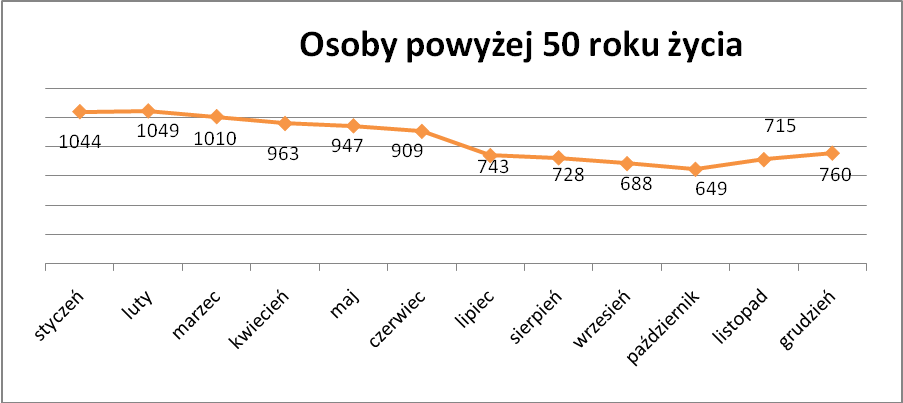 Osoby powyżej 50 roku życia
1044 1049 1010 963 947 909 743 728 688 649 715 760
styczeń luty marzec kwiecień maj czerwiec lipiec sierpień wrzesień październik listopad grudzień